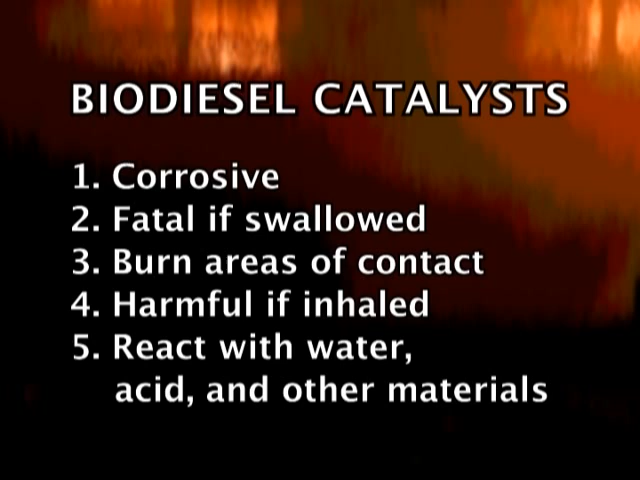 BIODIESEL CATALYSTS
1. Corrosive
2. Fatal if swallowed
3. Burn areas of contact
4. Harmful if inhaled
5. React with water,
acid, and other materials